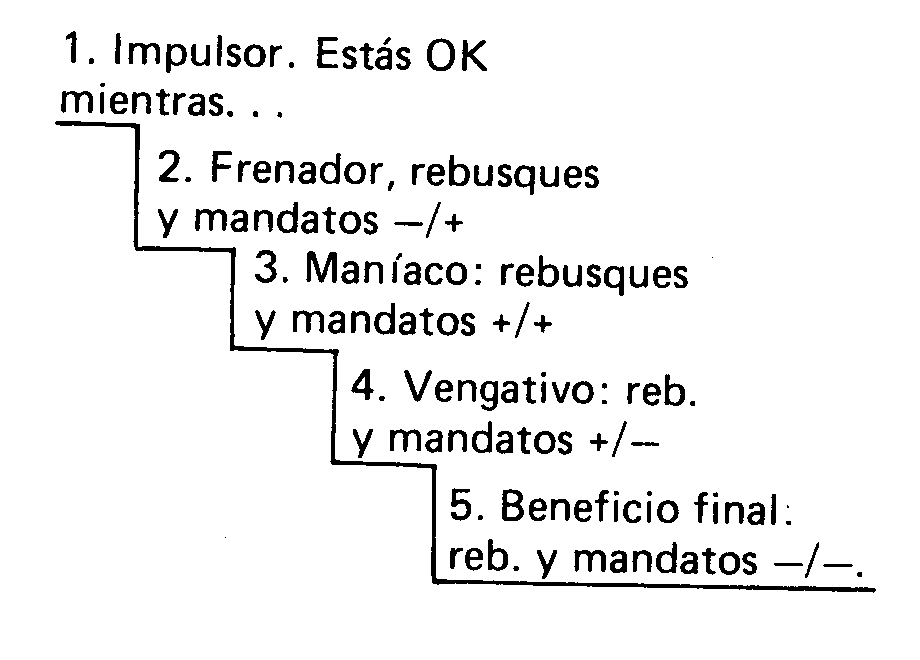 1. Impulsor. Estás OK
mientras. . .
2. Frenador, rebusques
y mandatos —/+
3. Maníaco: rebusques
y mandatos +/+
4. Vengativo: reb.
y mandatos +/—
5. Beneficio final:
reb. y mandatos —/—.